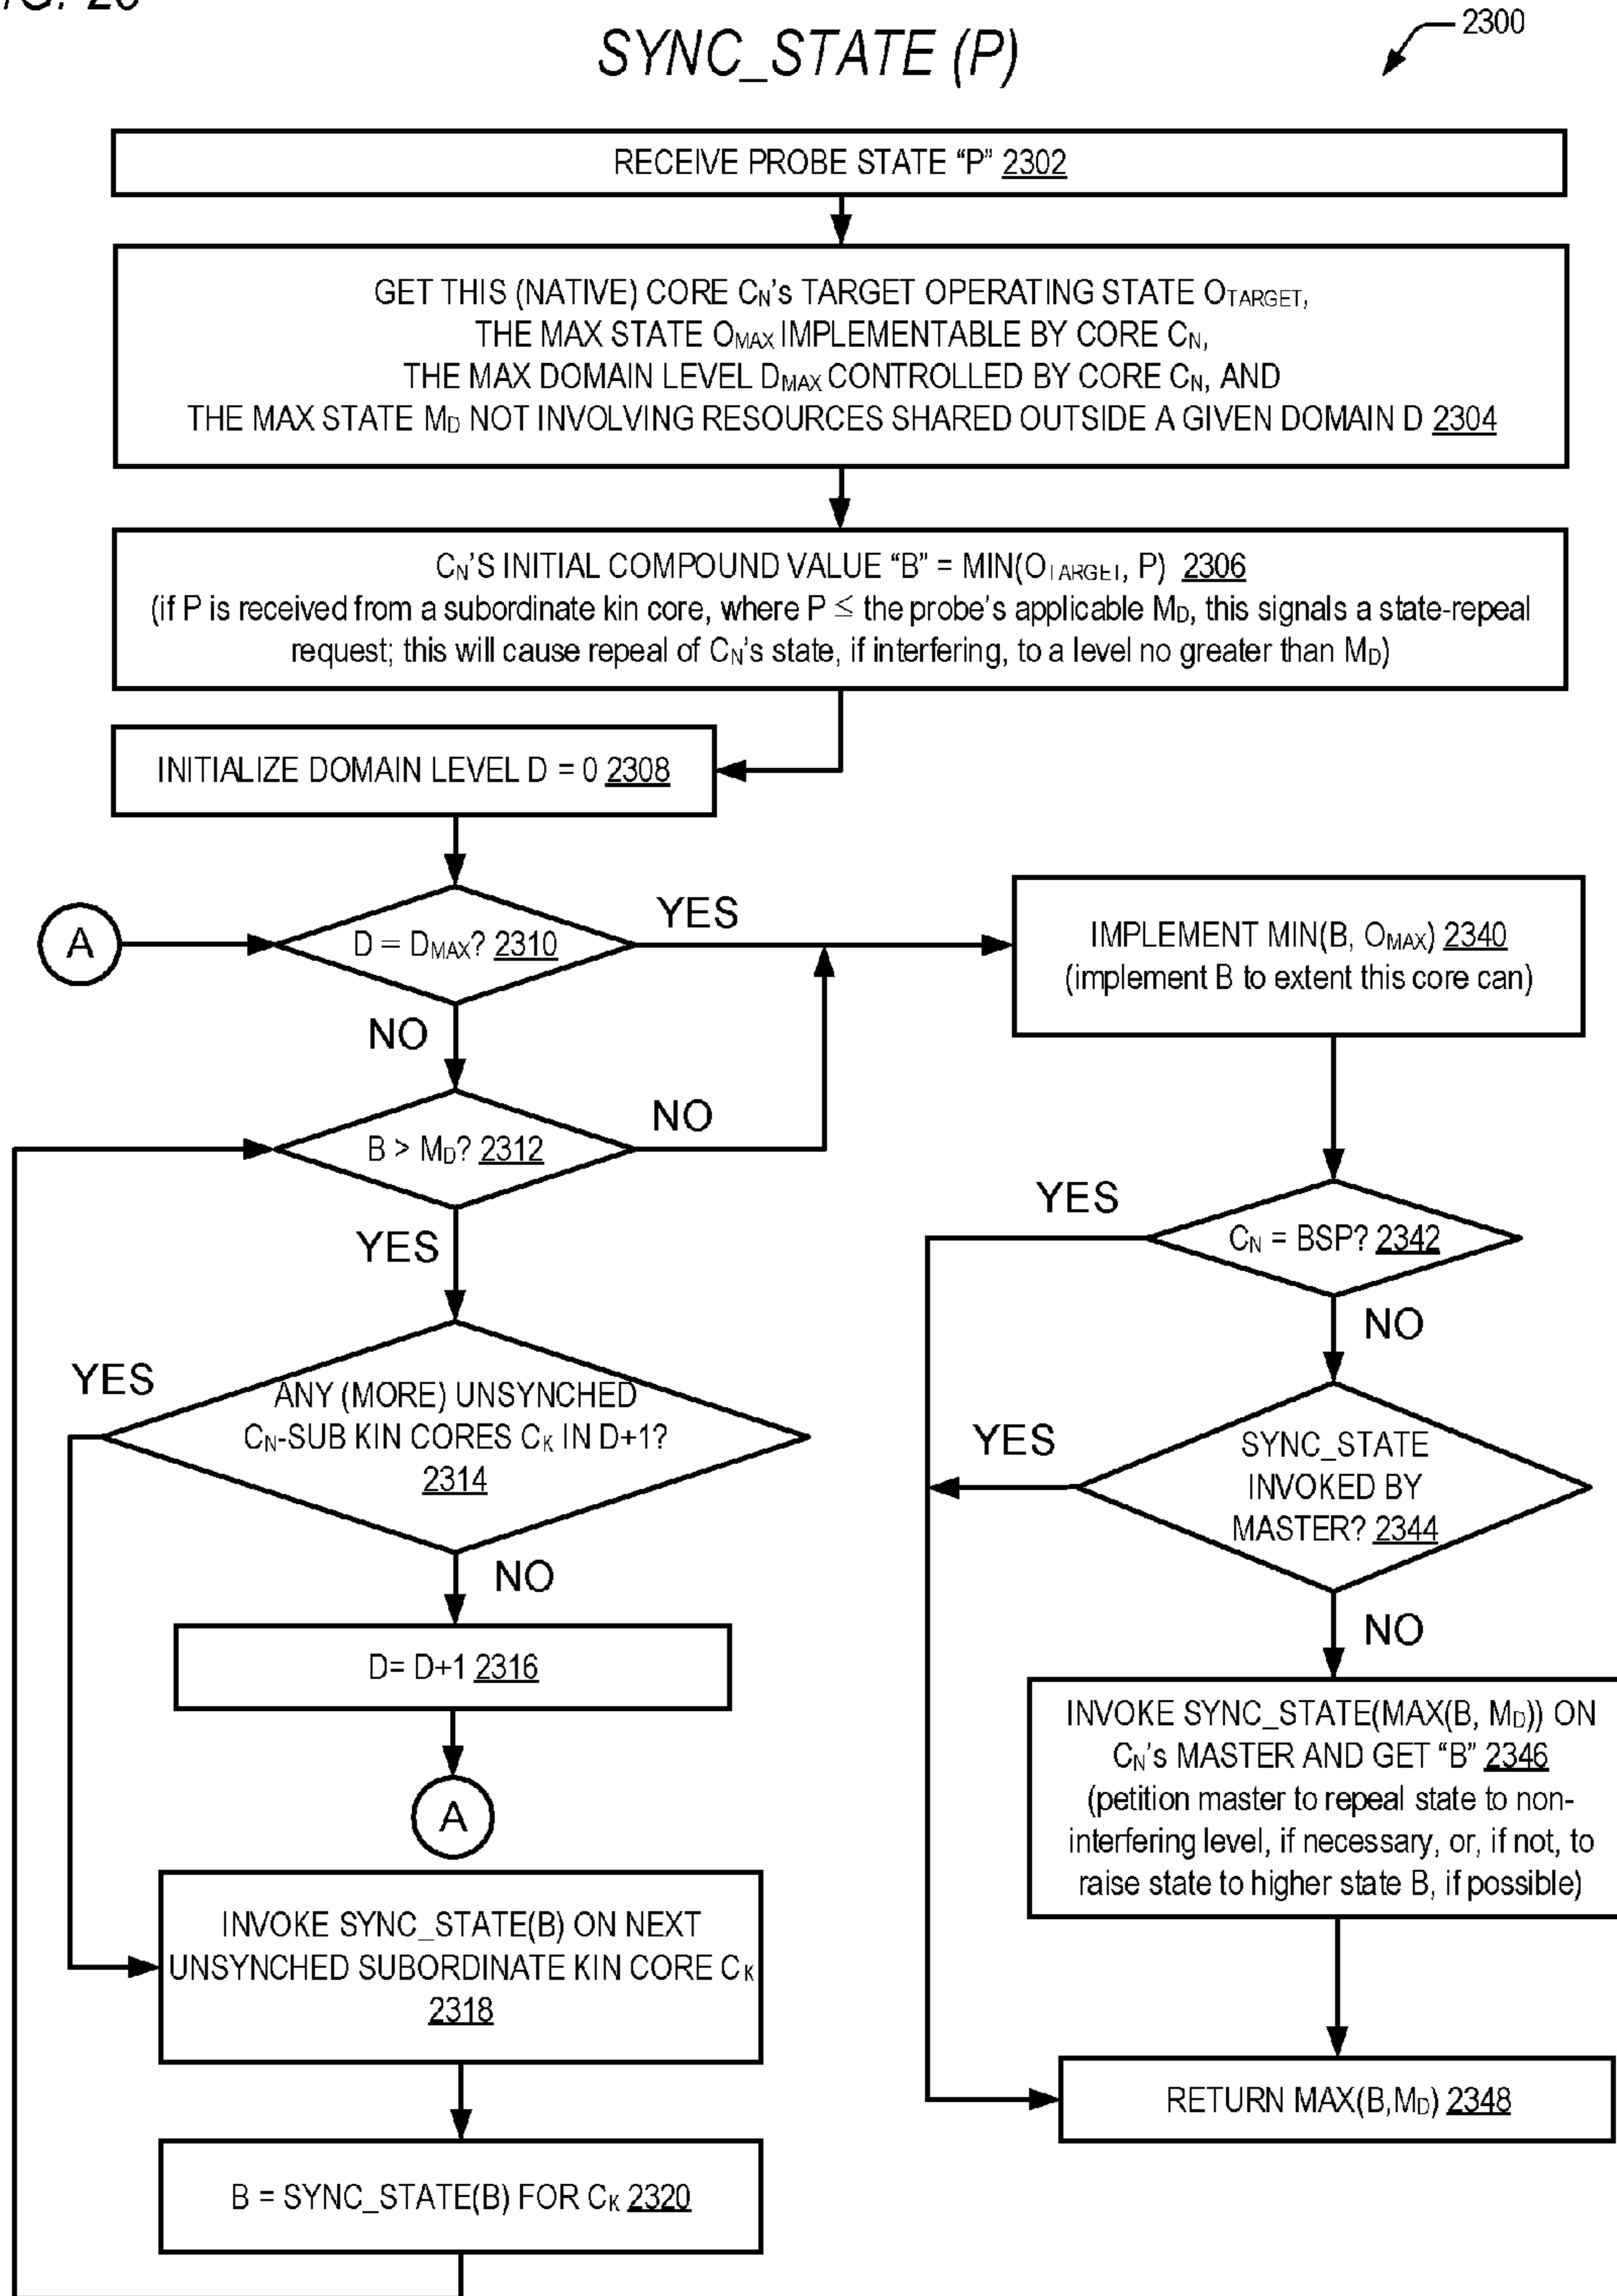 SYNC_STATE (P)
2300
RECEIVE PROBE STATE “P” 2302
GET THIS (NATIVE) CORE CN's TARGET OPERATING STATE OTARGET,
THE MAX STATE OMAX IMPLEMENTABLE BY CORE CN,
THE MAX DOMAIN LEVEL DMAX CONTROLLED BY CORE CN, AND
THE MAX STATE MD NOT INVOLVING RESOURCES SHARED OUTSIDE A GIVEN DOMAIN D 2304
CN'S INITIAL COMPOUND VALUE “B” = MIN(OTARGET, P) 2306
(if P is received from a subordinate kin core, where P ≤ the probe's applicable MD, this signals a state-repeal
request; this will cause repeal of CN's state, if interfering, to a level no greater than MD)
INITIALIZE DOMAIN LEVEL D = 0 2308
A
D = DMAX? 2310
YES
NO
IMPLEMENT MIN(B, OMAX) 2340
(implement B to extent this core can)
B > MD? 2312
NO
YES
CN = BSP? 2342
YES
NO
YES
ANY (MORE) UNSYNCHED
CN-SUB KIN CORES CK IN D+1?
2314
NO
YES
SYNC_STATE
INVOKED BY
MASTER? 2344
NO
D= D+1 2316
A
INVOKE SYNC_STATE(MAX(B, MD)) ON
CN's MASTER AND GET “B” 2346
(petition master to repeal state to non-
interfering level, if necessary, or, if not, to
raise state to higher state B, if possible)
INVOKE SYNC_STATE(B) ON NEXT
UNSYNCHED SUBORDINATE KIN CORE CK
2318
RETURN MAX(B,MD) 2348
B = SYNC_STATE(B) FOR CK 2320